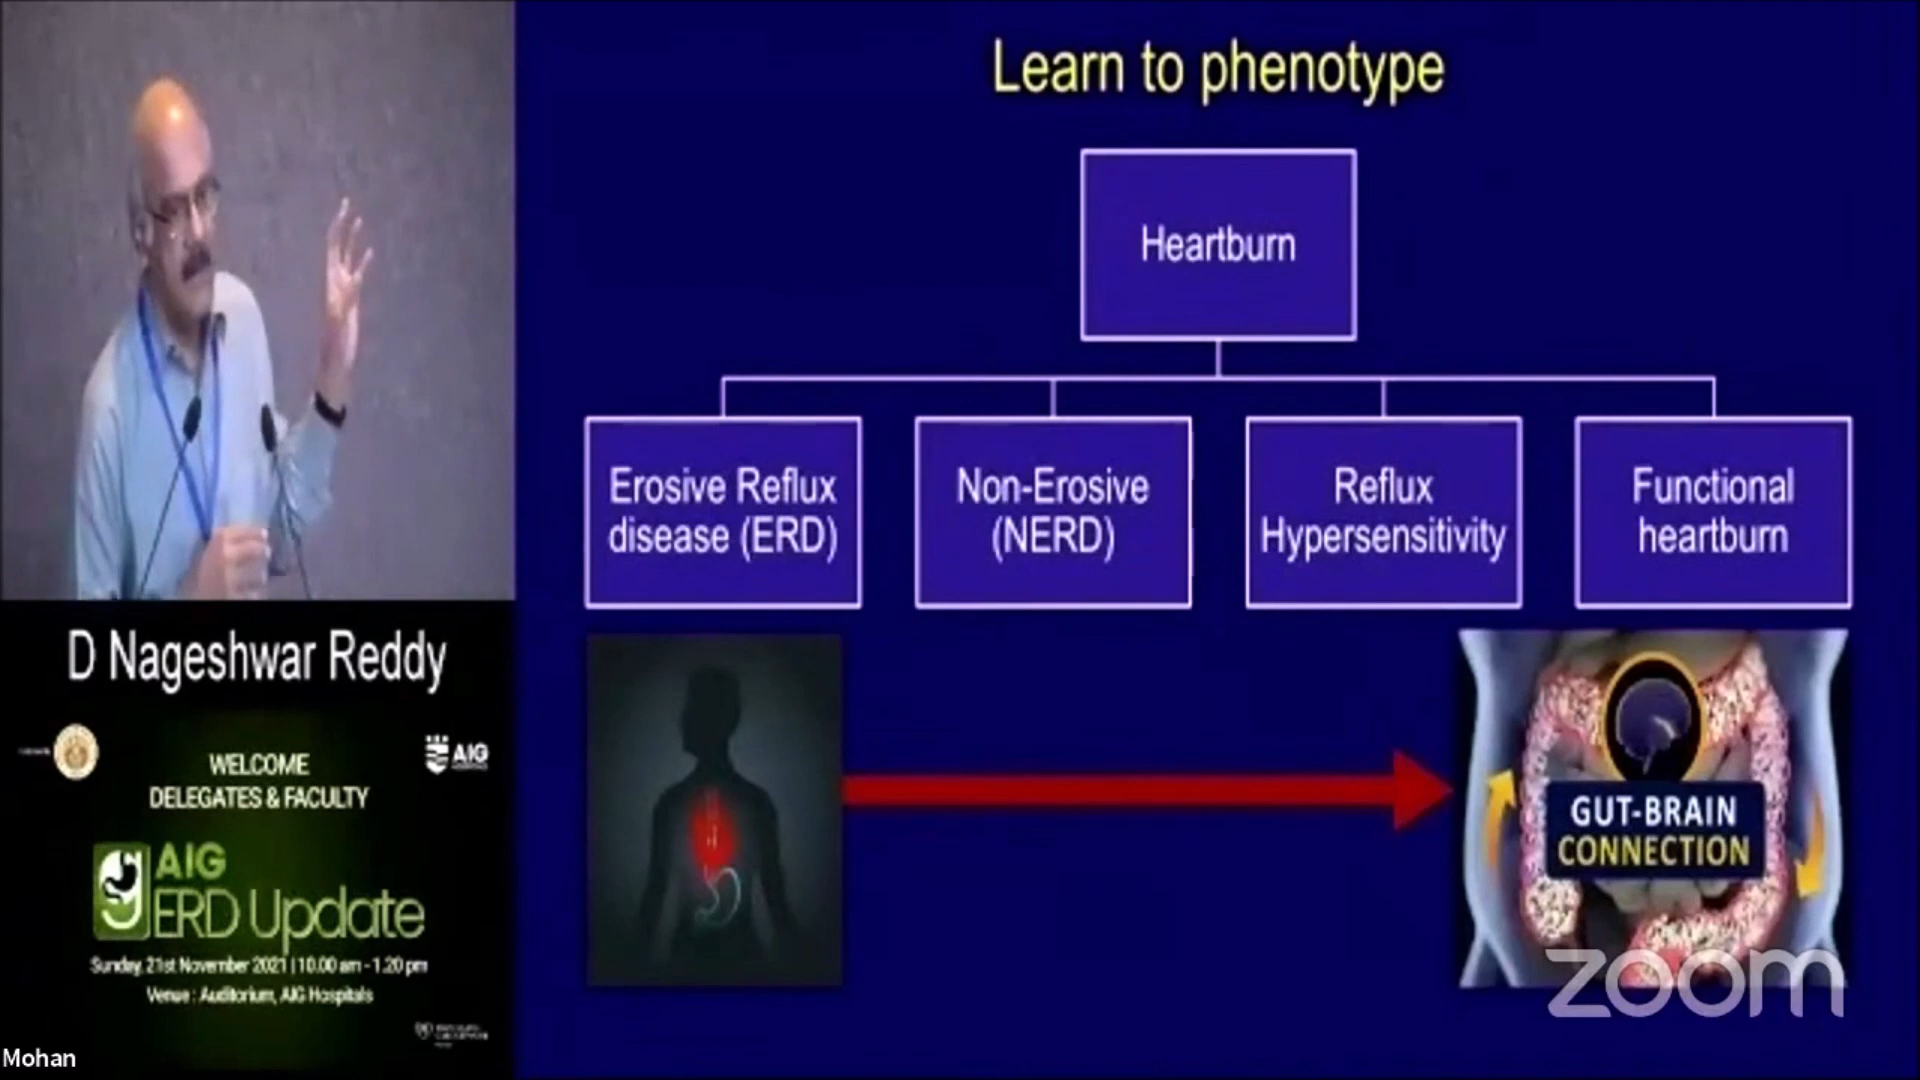 Learn to phenotype
Heartburn
Erosive Reflux
disease (ERD)
Non-Erosive
(NERD)
Reflux
Hypersensitivity
Functional
heartburn
GUT-BRAIN
CONNECTION
zoom
D Nageshwar Reddy
AIG
WELCOME
DELEGATES & FACULTY
AIG
gERD Update
Sunday, 21st November 2021 | 10.00 am - 1.20 pm
Venue : Auditorium, AIG Hospitals
Mohan